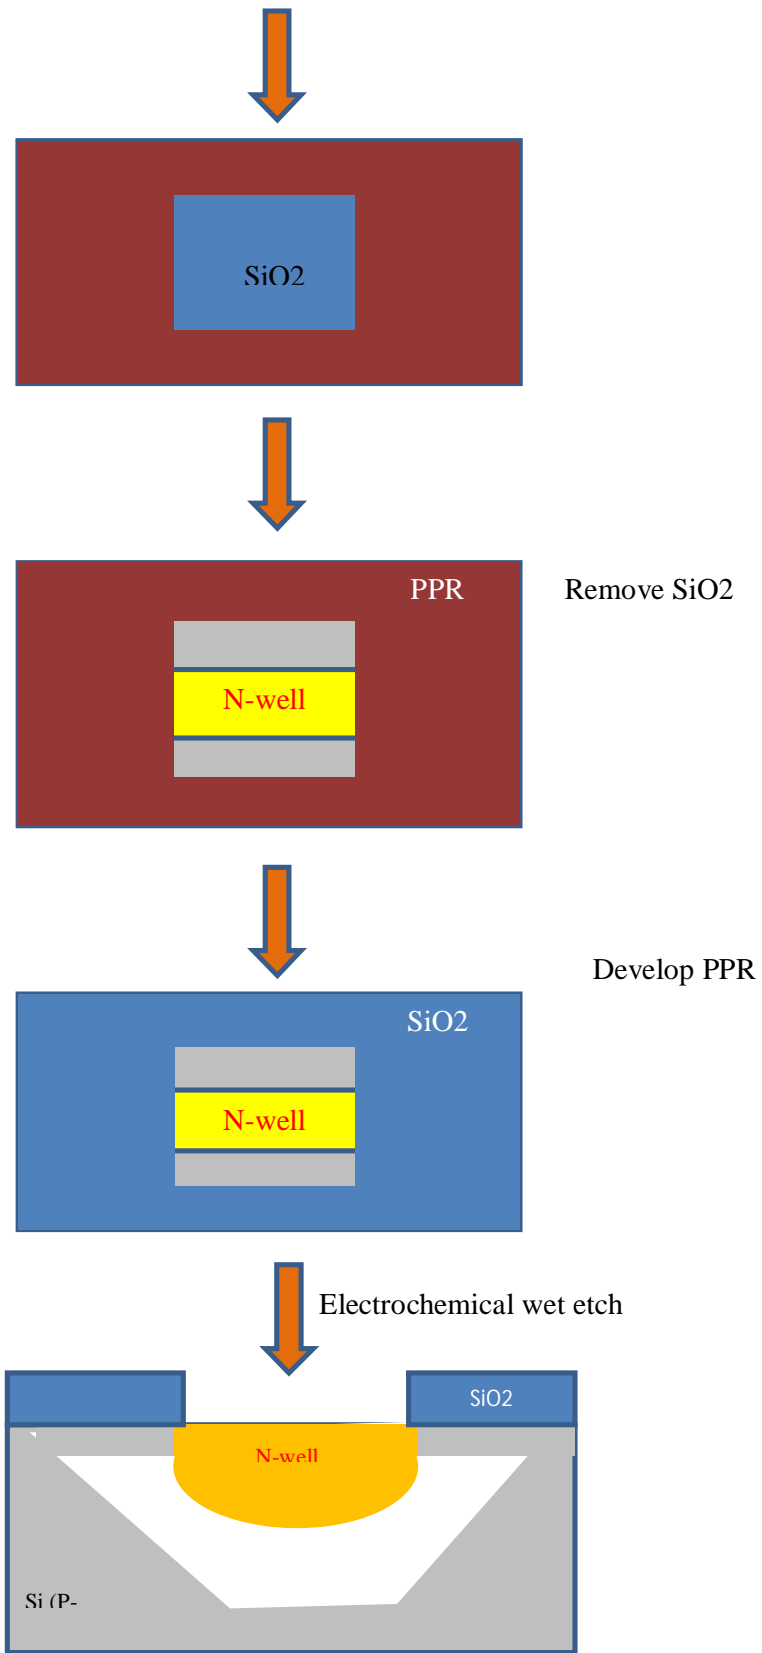 SiO2
PPR
Remove SiO2
N-well
Develop PPR
SiO2
N-well
Electrochemical wet etch
SiO2
N-well
Si (P-